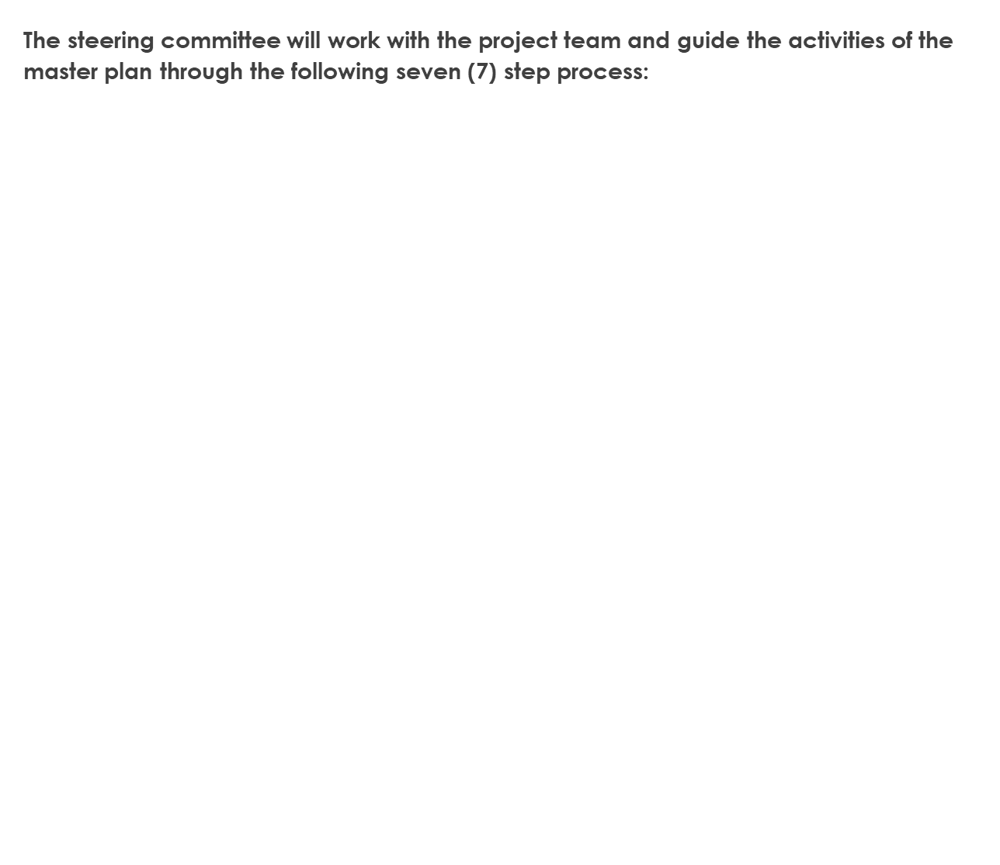 The steering committee will work with the project team and guide the activities of the
master plan through the following seven (7) step process: